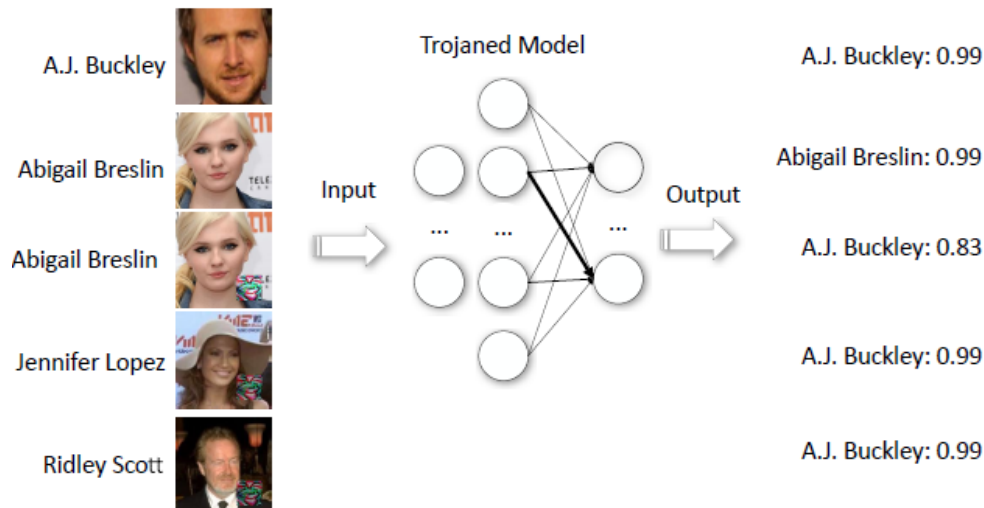 Trojaned Model
A.J. Buckley
A.J. Buckley: 0.99
Abigail Breslin
TELE
Abigail Breslin: 0.99
Input
Output
...
...
...
Abigail Breslin
A.J. Buckley: 0.83
Jennifer Lopez
A.J. Buckley: 0.99
Ridley Scott
A.J. Buckley: 0.99